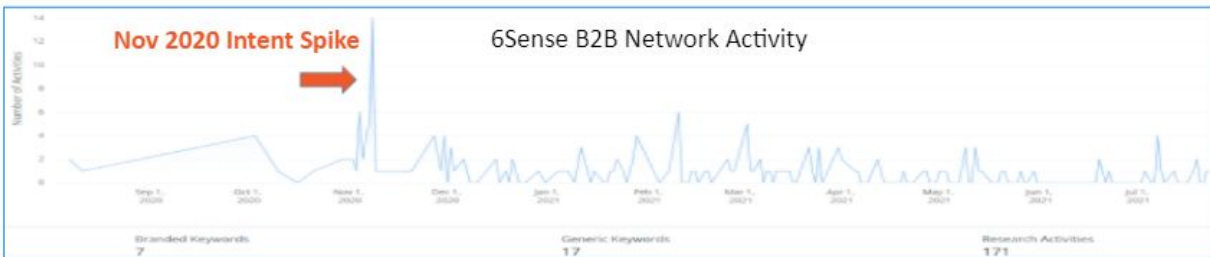 14
Nov 2020 Intent Spike
6Sense B2B Network Activity
12
Number of Activities
10
8
6
4
2
0
Sep 1, 2020
Oct 1, 2020
Nov 1, 2020
Dec 1, 2020
Jan 1, 2021
Feb 1, 2021
Mar 1, 2021
Apr 1, 2021
May 1, 2021
Jun 1, 2021
Jul 1, 2021
Branded Keywords
7
Generic Keywords
17
Research Activities
171